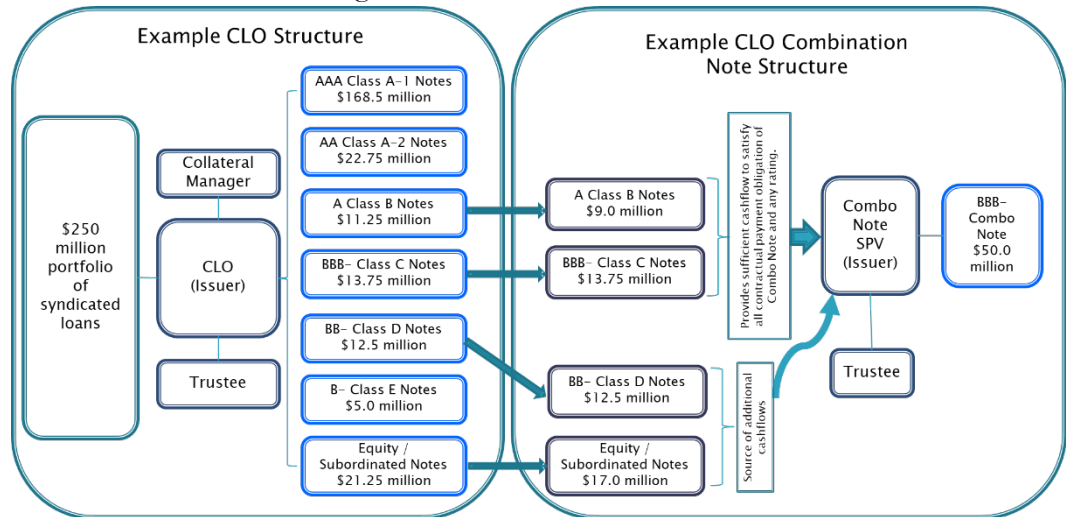 Example CLO Structure
$250
million
portfolio
of
syndicated
loans
Collateral
Manager
CLO
(Issuer)
Trustee
AAA Class A-1 Notes
$168.5 million
AA Class A-2 Notes
$22.75 million
A Class B Notes
$11.25 million
BBB- Class C Notes
$13.75 million
BB- Class D Notes
$12.5 million
B- Class E Notes
$5.0 million
Equity /
Subordinated Notes
$21.25 million
Example CLO Combination
Note Structure
A Class B Notes
$9.0 million
BBB- Class C Notes
$13.75 million
BB- Class D Notes
$12.5 million
Equity /
Subordinated Notes
$17.0 million
Provides sufficient cashflow to satisfy
all contractual payment obligation of
Combo Note and any rating.
Source of additional
cashflows
Combo
Note
SPV
(Issuer)
Trustee
BBB-
Combo
Note
$50.0
million